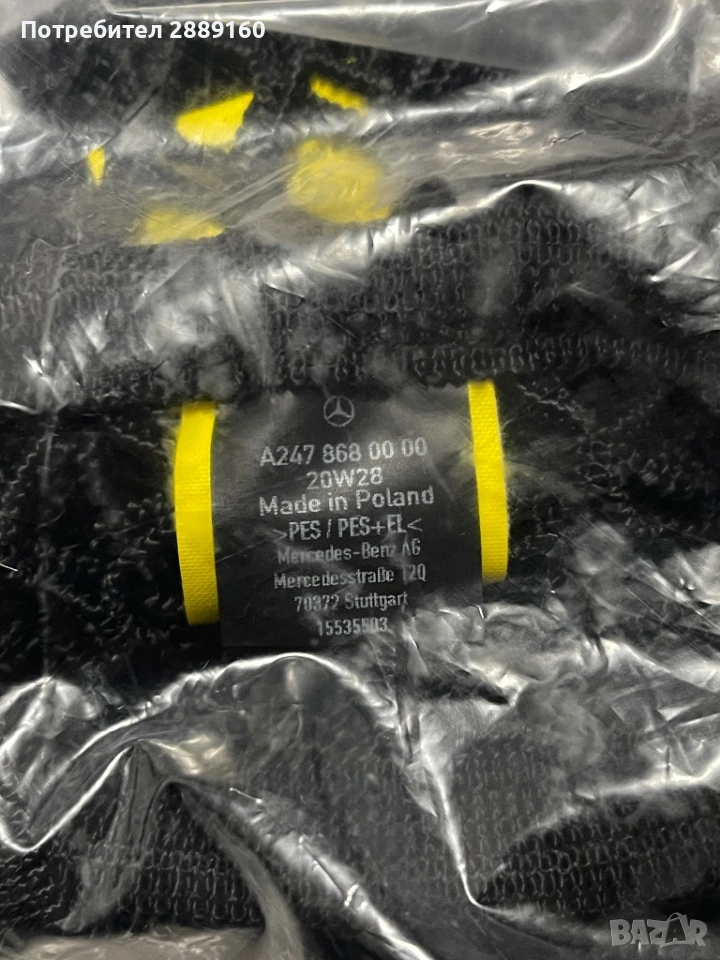 Потребител 2889160
A247 868 00 00
20W28
Made in Poland
>PES / PES+EL<
Mercedes-Benz AG
Mercedesstraße 120
70372 Stuttgart
15535503
BAZAR